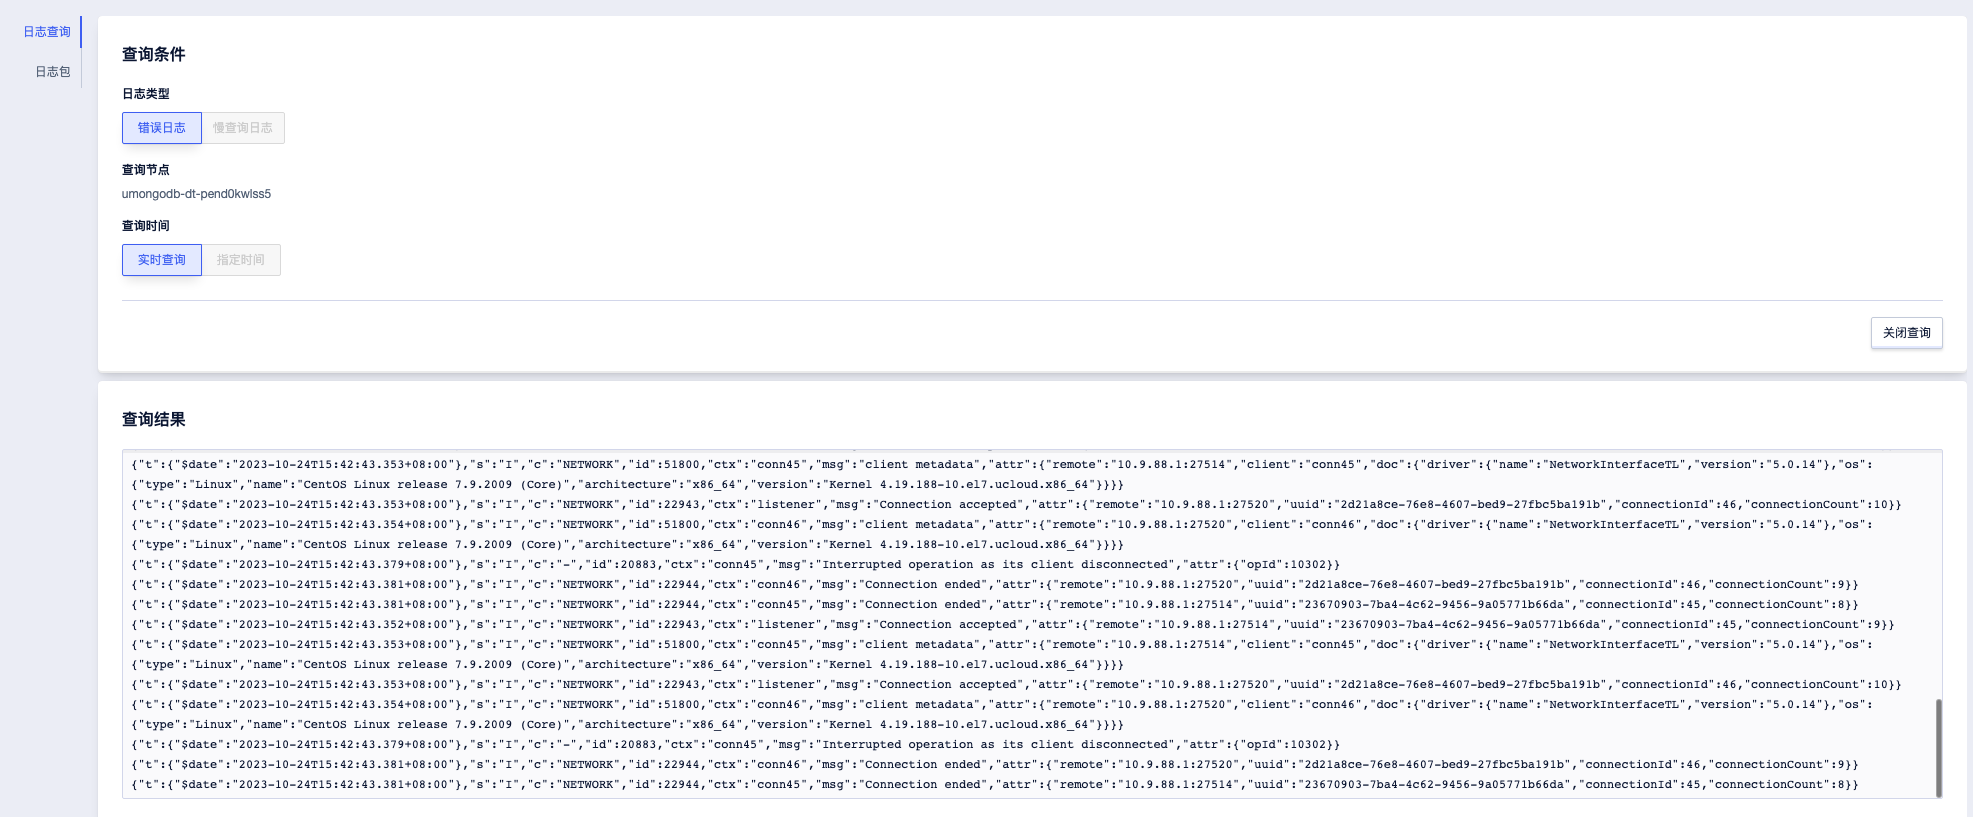 日志查询
日志包
查询条件
日志类型
错误日志
慢查询日志
查询节点
umongodb-dt-pend0kwlss5
查询时间
实时查询
指定时间
关闭查询
查询结果
{"t":{"$date":"2023-10-24T15:42:43.353+08:00"},"s":"I","c":"NETWORK","id":51800,"ctx":"conn45","msg":"client metadata","attr":{"remote":"10.9.88.1:27514","client":"conn45","doc":{"driver":{"name":"NetworkInterfaceTL","version":"5.0.14"},"os":
{"type":"Linux","name":"CentOS Linux release 7.9.2009 (Core)","architecture":"x86_64","version":"Kernel 4.19.188-10.el7.ucloud.x86_64"}}}}
{"t":{"$date":"2023-10-24T15:42:43.353+08:00"},"s":"I","c":"NETWORK","id":22943,"ctx":"listener","msg":"Connection accepted","attr":{"remote":"10.9.88.1:27520","uuid":"2d21a8ce-76e8-4607-bed9-27fbc5ba191b","connectionId":46,"connectionCount":10}}
{"t":{"$date":"2023-10-24T15:42:43.354+08:00"},"s":"I","c":"NETWORK","id":51800,"ctx":"conn46","msg":"client metadata","attr":{"remote":"10.9.88.1:27520","client":"conn46","doc":{"driver":{"name":"NetworkInterfaceTL","version":"5.0.14"},"os":
{"type":"Linux","name":"CentOS Linux release 7.9.2009 (Core)","architecture":"x86_64","version":"Kernel 4.19.188-10.el7.ucloud.x86_64"}}}}
{"t":{"$date":"2023-10-24T15:42:43.379+08:00"},"s":"I","c":"-","id":20883,"ctx":"conn45","msg":"Interrupted operation as its client disconnected","attr":{"opId":10302}}
{"t":{"$date":"2023-10-24T15:42:43.381+08:00"},"s":"I","c":"NETWORK","id":22944,"ctx":"conn46","msg":"Connection ended","attr":{"remote":"10.9.88.1:27520","uuid":"2d21a8ce-76e8-4607-bed9-27fbc5ba191b","connectionId":46,"connectionCount":9}}
{"t":{"$date":"2023-10-24T15:42:43.381+08:00"},"s":"I","c":"NETWORK","id":22944,"ctx":"conn45","msg":"Connection ended","attr":{"remote":"10.9.88.1:27514","uuid":"23670903-7ba4-4c62-9456-9a05771b66da","connectionId":45,"connectionCount":8}}
{"t":{"$date":"2023-10-24T15:42:43.352+08:00"},"s":"I","c":"NETWORK","id":22943,"ctx":"listener","msg":"Connection accepted","attr":{"remote":"10.9.88.1:27514","uuid":"23670903-7ba4-4c62-9456-9a05771b66da","connectionId":45,"connectionCount":9}}
{"t":{"$date":"2023-10-24T15:42:43.353+08:00"},"s":"I","c":"NETWORK","id":51800,"ctx":"conn45","msg":"client metadata","attr":{"remote":"10.9.88.1:27514","client":"conn45","doc":{"driver":{"name":"NetworkInterfaceTL","version":"5.0.14"},"os":
{"type":"Linux","name":"CentOS Linux release 7.9.2009 (Core)","architecture":"x86_64","version":"Kernel 4.19.188-10.el7.ucloud.x86_64"}}}}
{"t":{"$date":"2023-10-24T15:42:43.353+08:00"},"s":"I","c":"NETWORK","id":22943,"ctx":"listener","msg":"Connection accepted","attr":{"remote":"10.9.88.1:27520","uuid":"2d21a8ce-76e8-4607-bed9-27fbc5ba191b","connectionId":46,"connectionCount":10}}
{"t":{"$date":"2023-10-24T15:42:43.354+08:00"},"s":"I","c":"NETWORK","id":51800,"ctx":"conn46","msg":"client metadata","attr":{"remote":"10.9.88.1:27520","client":"conn46","doc":{"driver":{"name":"NetworkInterfaceTL","version":"5.0.14"},"os":
{"type":"Linux","name":"CentOS Linux release 7.9.2009 (Core)","architecture":"x86_64","version":"Kernel 4.19.188-10.el7.ucloud.x86_64"}}}}
{"t":{"$date":"2023-10-24T15:42:43.379+08:00"},"s":"I","c":"-","id":20883,"ctx":"conn45","msg":"Interrupted operation as its client disconnected","attr":{"opId":10302}}
{"t":{"$date":"2023-10-24T15:42:43.381+08:00"},"s":"I","c":"NETWORK","id":22944,"ctx":"conn46","msg":"Connection ended","attr":{"remote":"10.9.88.1:27520","uuid":"2d21a8ce-76e8-4607-bed9-27fbc5ba191b","connectionId":46,"connectionCount":9}}
{"t":{"$date":"2023-10-24T15:42:43.381+08:00"},"s":"I","c":"NETWORK","id":22944,"ctx":"conn45","msg":"Connection ended","attr":{"remote":"10.9.88.1:27514","uuid":"23670903-7ba4-4c62-9456-9a05771b66da","connectionId":45,"connectionCount":8}}